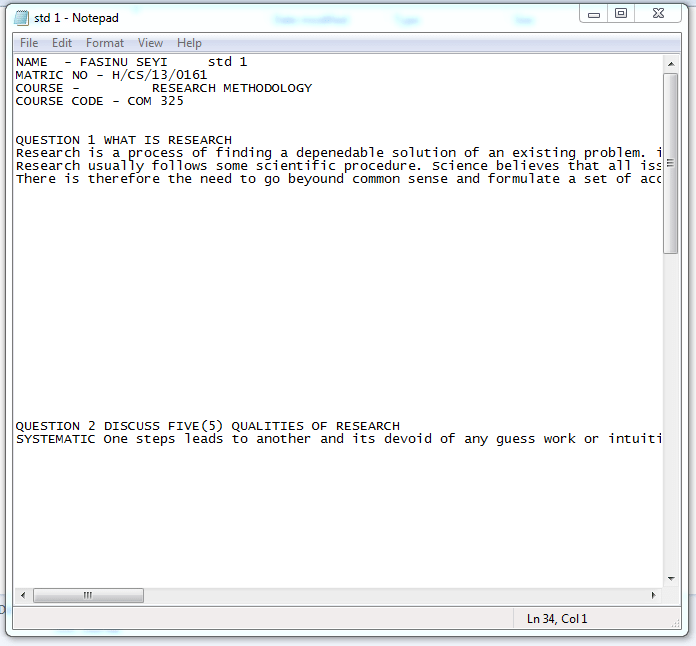 std 1 - Notepad
File Edit Format View Help
NAME  - FASINU SEYI     std 1
MATRIC NO - H/CS/13/0161
COURSE -         RESEARCH METHODOLOGY
COURSE CODE - COM 325
QUESTION 1 WHAT IS RESEARCH
Research is a process of finding a depenedable solution of an existing problem. i
Research usually follows some scientific procedure. Science believes that all iss
There is therefore the need to go beyound common sense and formulate a set of acc
QUESTION 2 DISCUSS FIVE(5) QUALITIES OF RESEARCH
SYSTEMATIC One steps leads to another and its devoid of any guess work or intuiti
Ln 34, Col 1